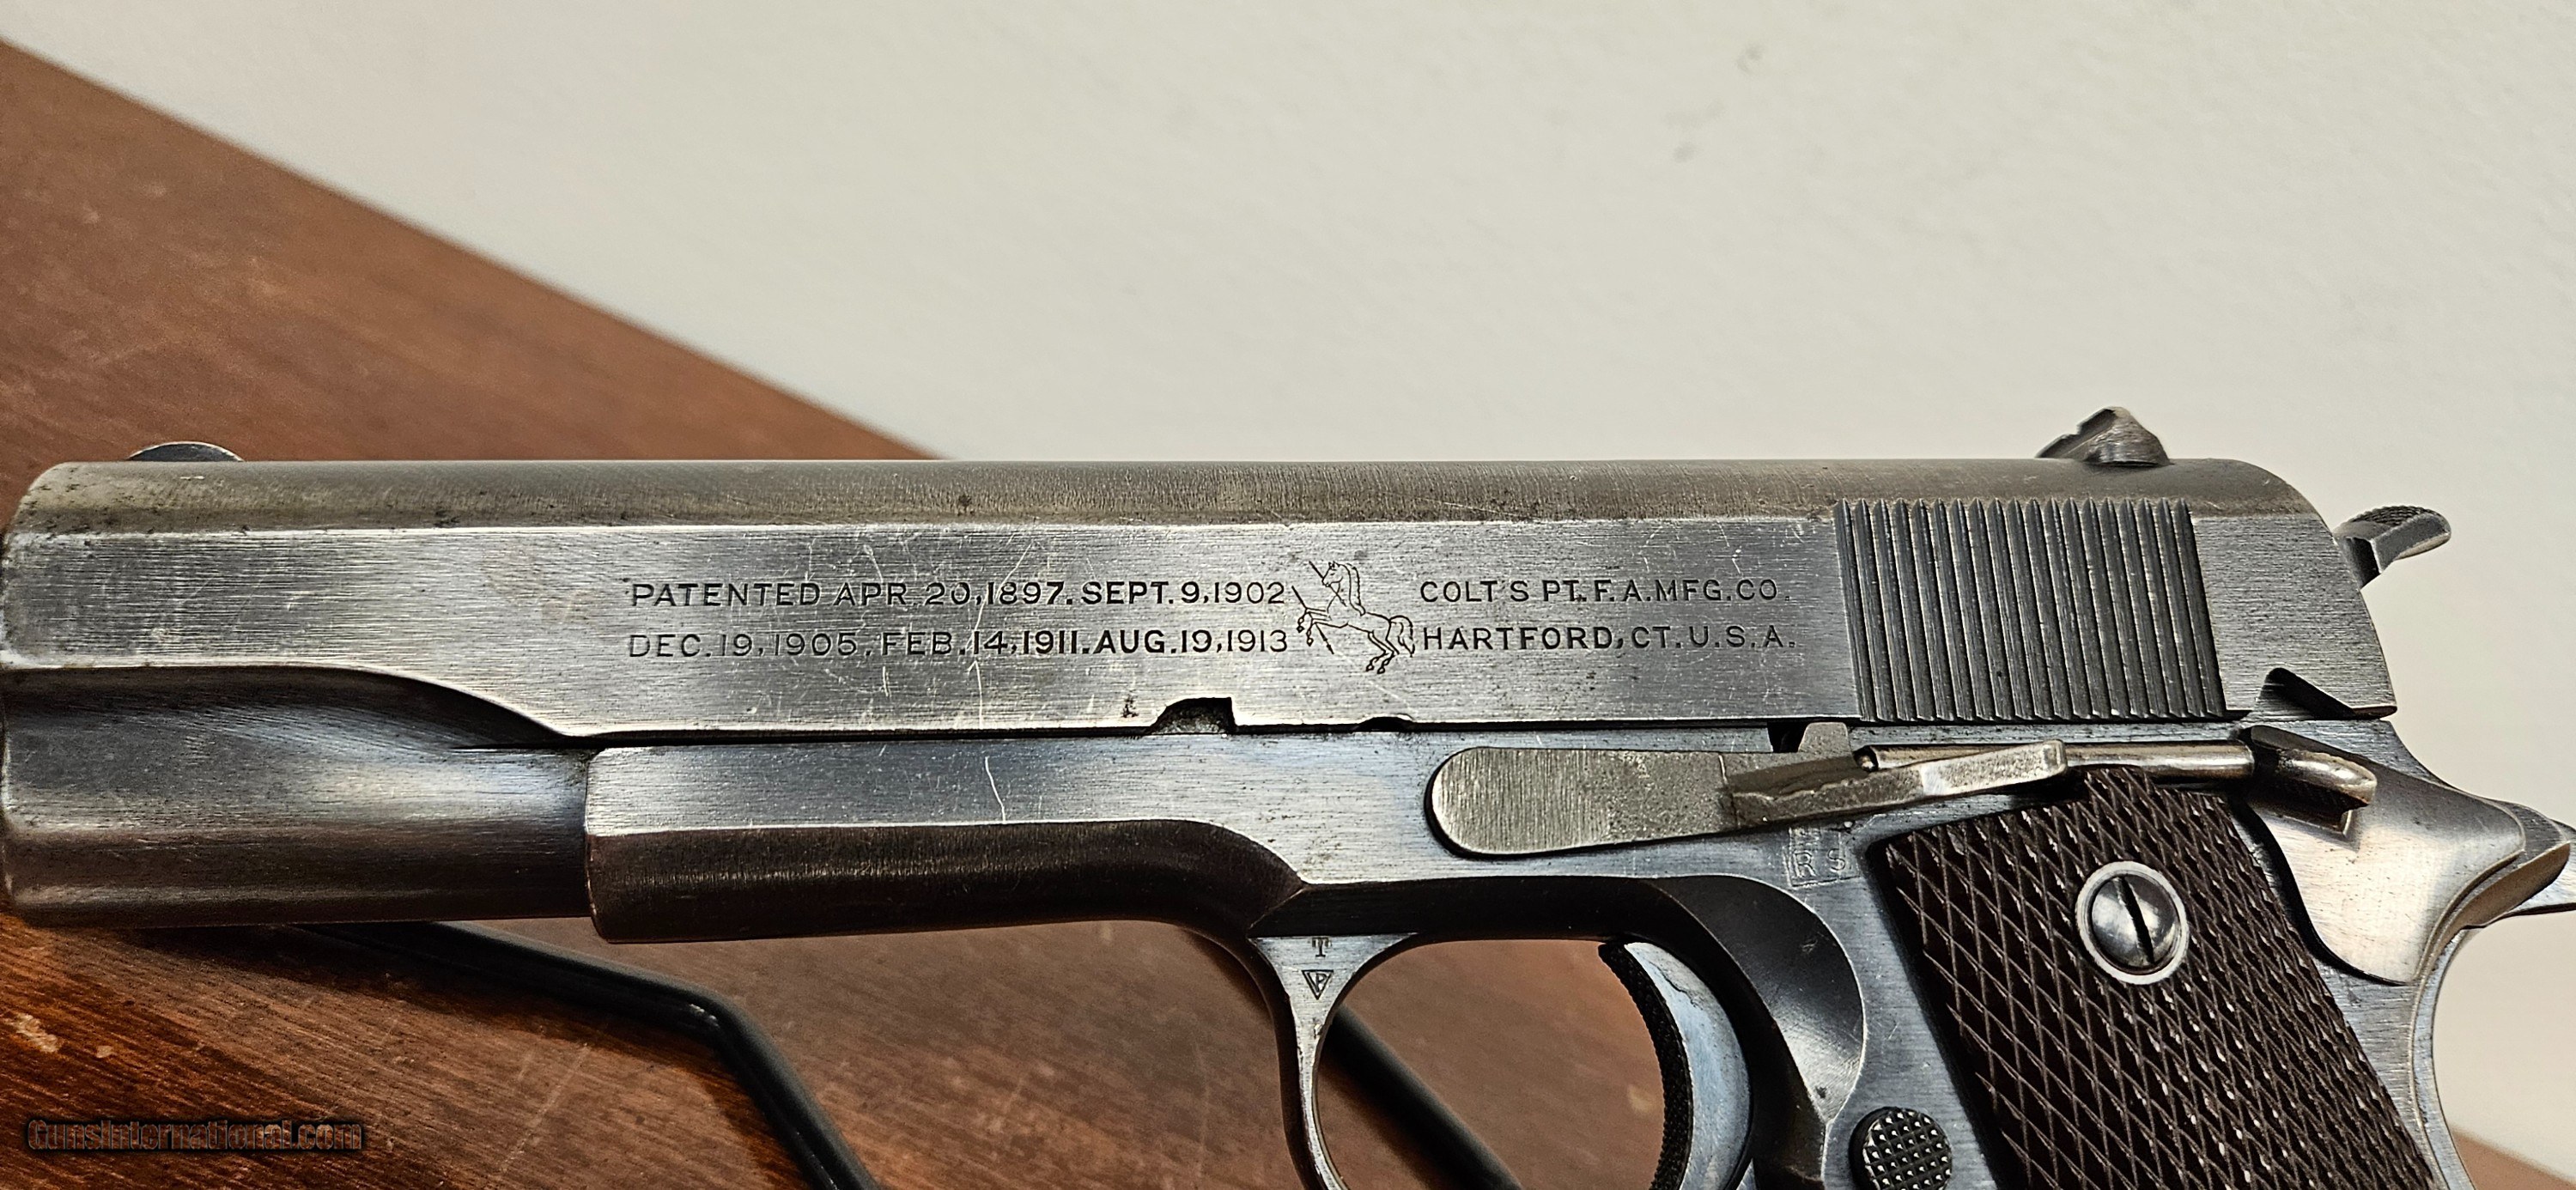 PATENTED APR. 20,1897. SEPT. 9,1902
DEC. 19,1905. FEB. 14,1911. AUG. 19,1913
COLT'S PT. F. A. MFG. CO.
HARTFORD, CT. U. S. A.
R S
T
VP
GunsInternational.com